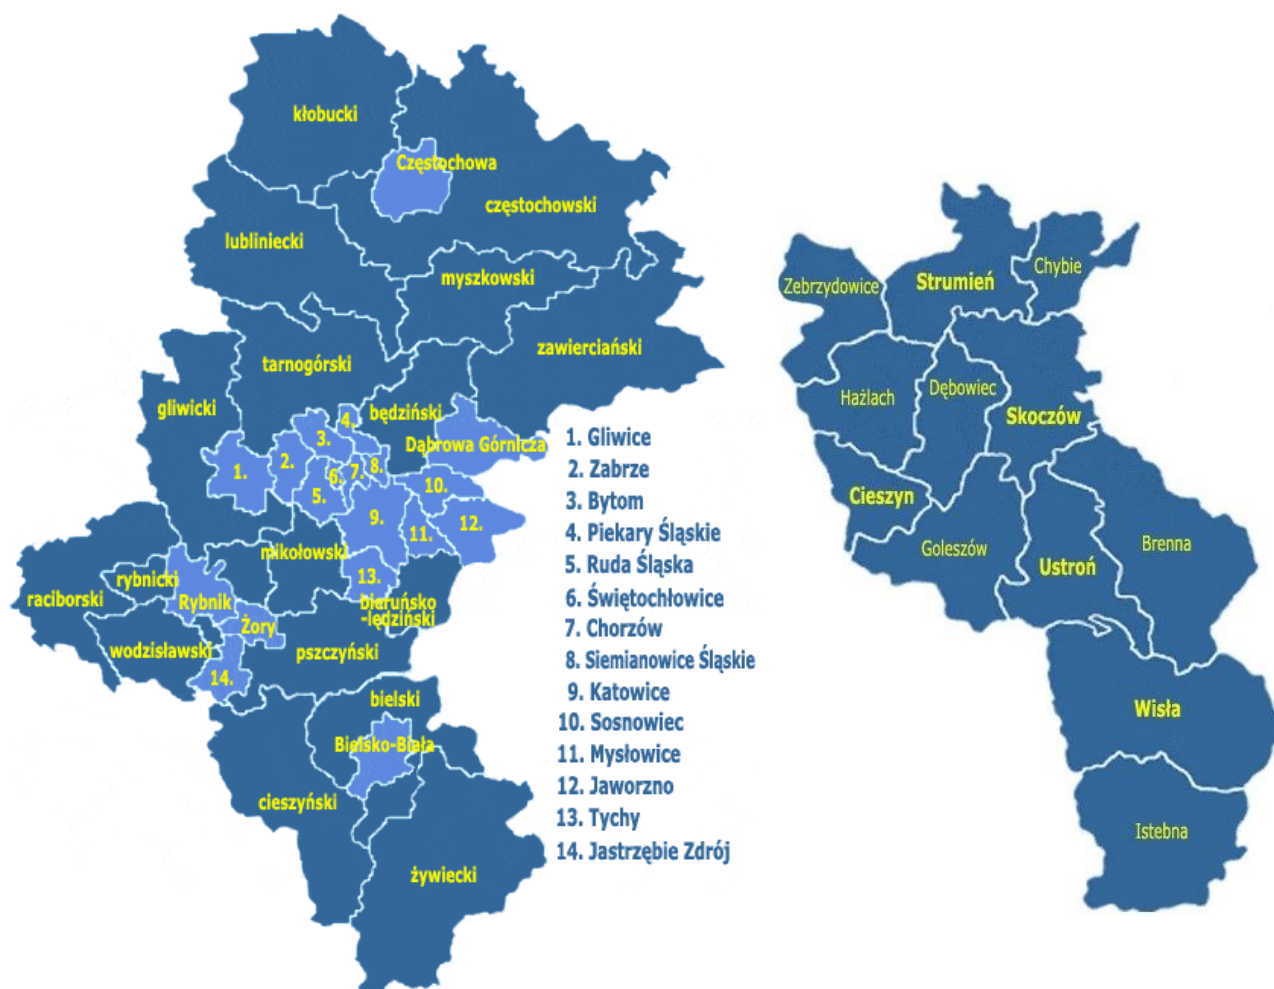 kłobucki
Częstochowa
częstochowski
lubliniecki
myszkowski
zawierciański
tarnogórski
gliwicki
będziński
4.
3.
Dąbrowa Górnicza
1.
2.
6.
7.
8.
5.
10.
9.
11.
12.
mikołowski
13.
rybnicki
Rybnik
raciborski
bieruńsko
-lędziński
Żory
wodzisławski
pszczyński
14.
bielski
Bielsko-Biała
cieszyński
żywiecki
1. Gliwice
2. Zabrze
3. Bytom
4. Piekary Śląskie
5. Ruda Śląska
6. Świętochłowice
7. Chorzów
8. Siemianowice Śląskie
9. Katowice
10. Sosnowiec
11. Mysłowice
12. Jaworzno
13. Tychy
14. Jastrzębie Zdrój
Zebrzydowice
Strumień
Chybie
Hażlach
Dębowiec
Skoczów
Cieszyn
Goleszów
Ustroń
Brenna
Wisła
Istebna